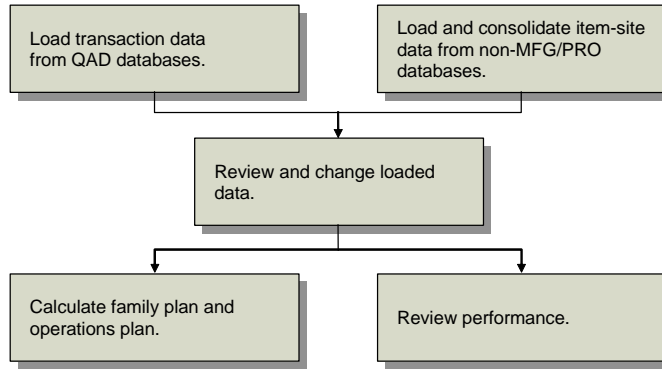 Load transaction data
from QAD databases.
Load and consolidate item-site
data from non-MFG/PRO
databases.
Review and change loaded
data.
Calculate family plan and
operations plan.
Review performance.